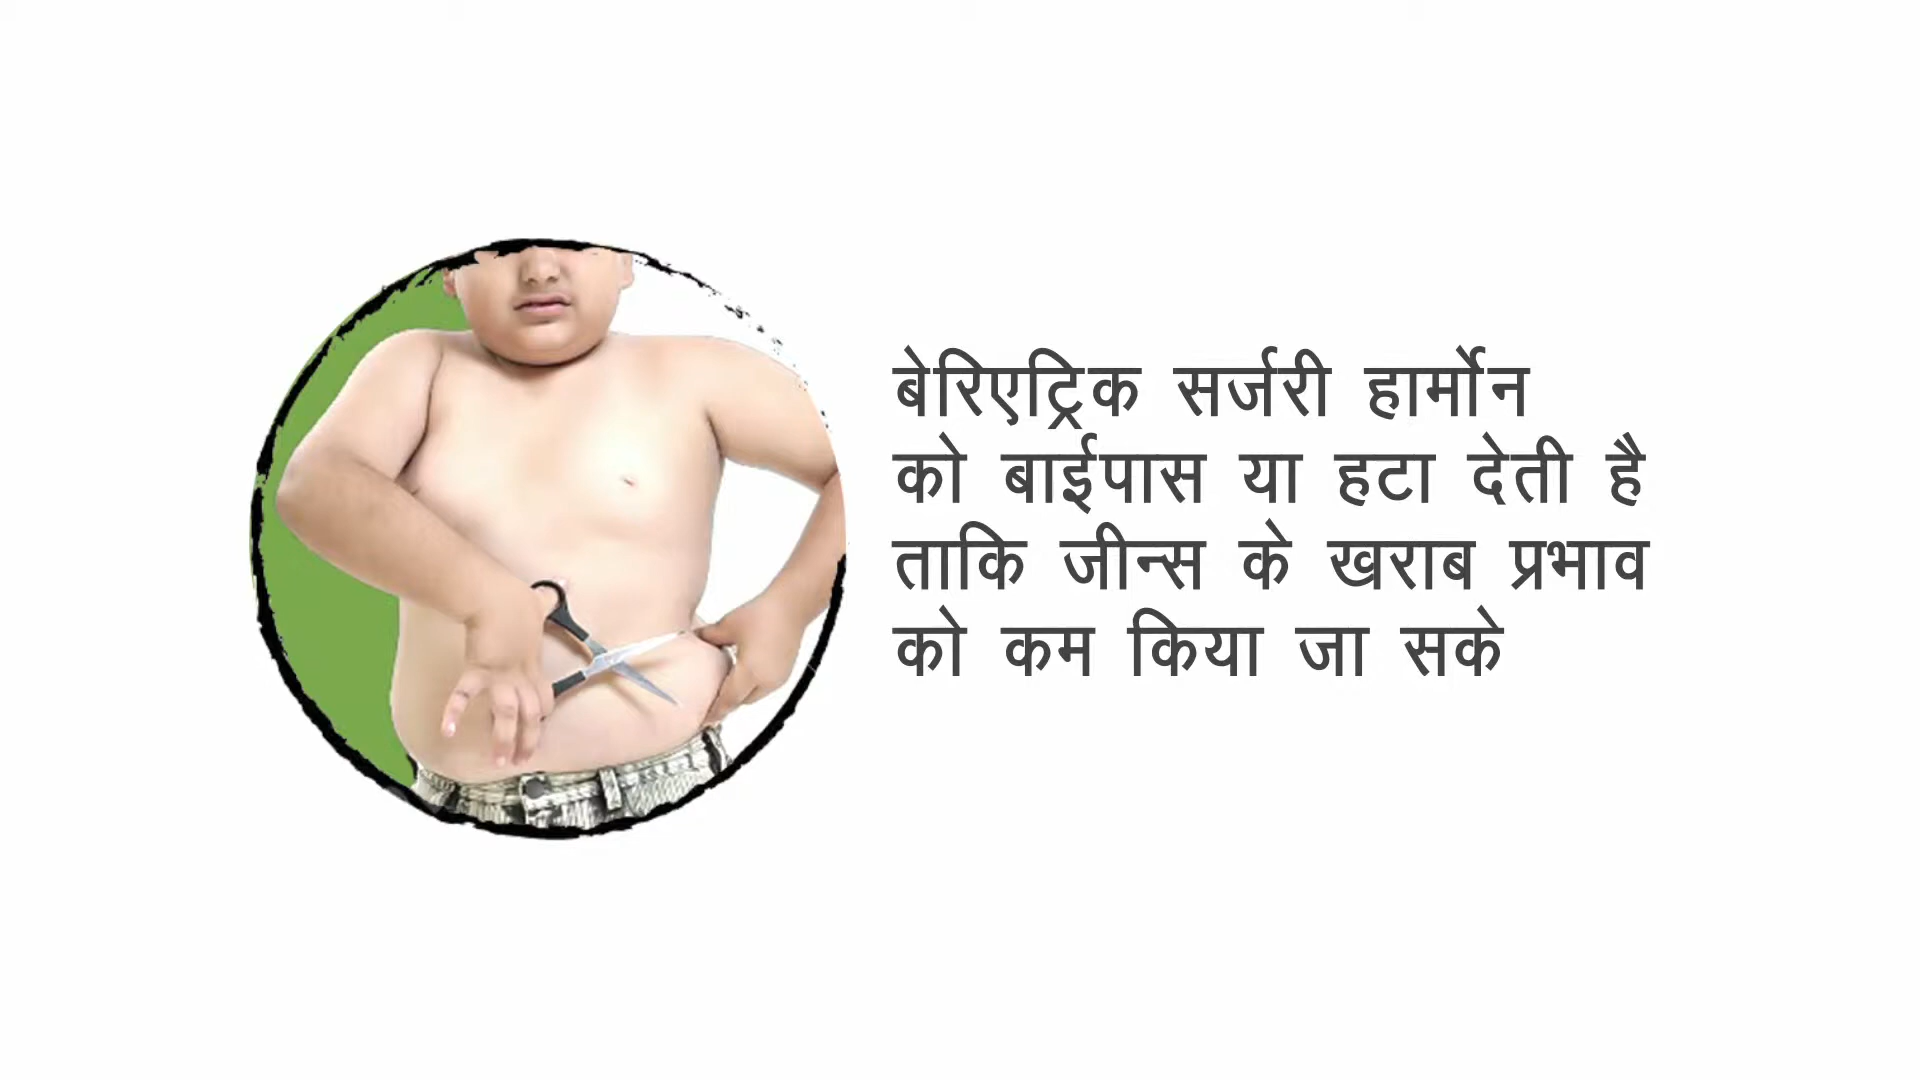 बेरिएट्रिक सर्जरी हार्मोन
को बाईपास या हटा देती है
ताकि जीन्स के खराब प्रभाव
को कम किया जा सके